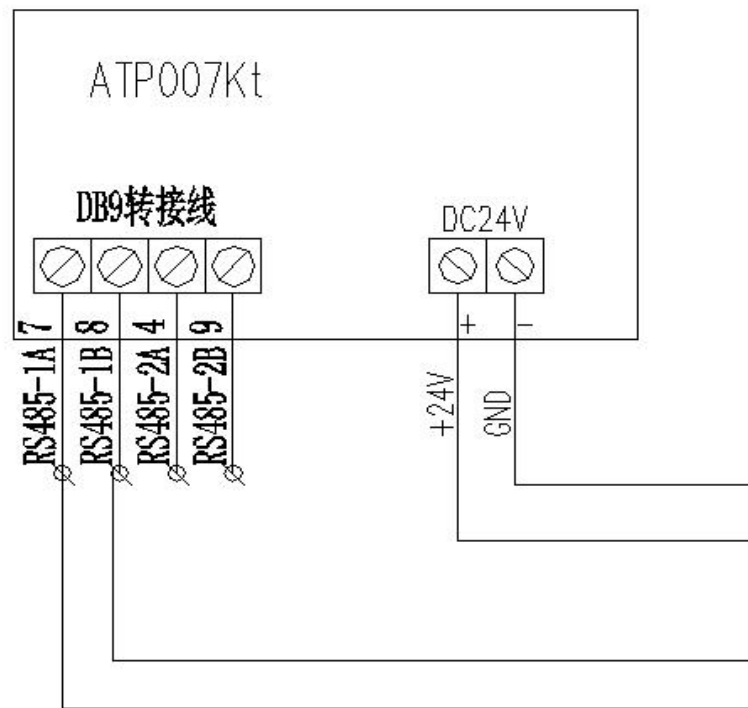 ATP007Kt
DB9转接线
DC24V
7
8
4
9
+
-
RS485-1A
RS485-1B
RS485-2A
RS485-2B
+24V
GND